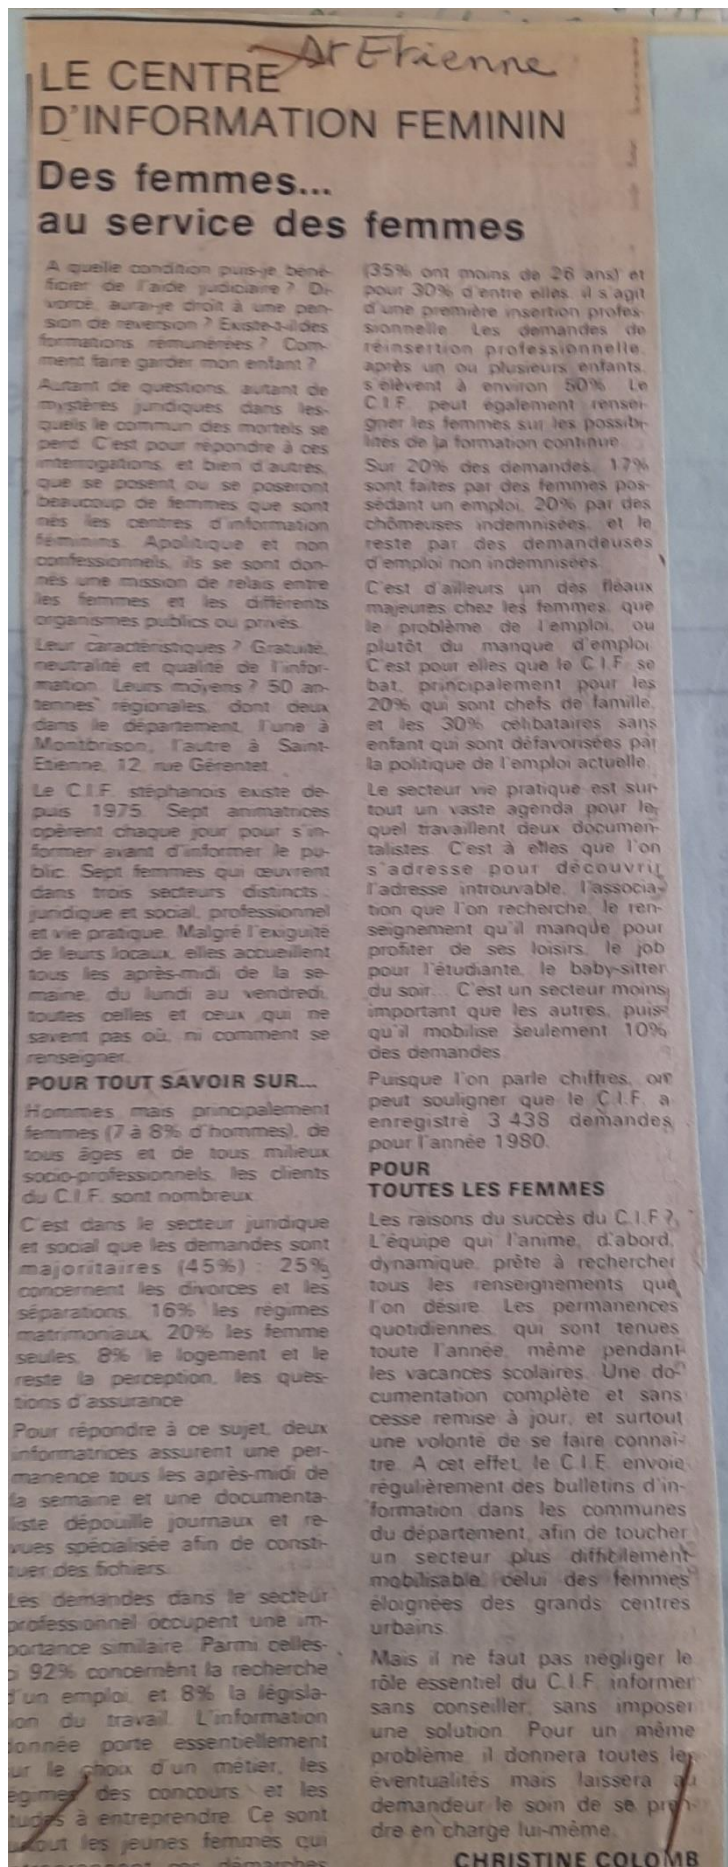 St Etienne
LE CENTRE
D'INFORMATION FEMININ
Des femmes...
au service des femmes
A quelle condition puis-je béné-
ficier de l'aide judiciaire ? Di-
vorcé, aurai-je droit à une pen-
sion de reversion ? Existe-t-il des
formations rémunérées ? Com-
ment faire garder mon enfant ?
Autant de questions, autant de
mystères juridiques dans les-
quels le commun des mortels se
perd. C'est pour répondre à ces
interrogations, et bien d'autres,
que se posent ou se poseront
beaucoup de femmes que sont
nés les centres d'information
féminins. Apolitique et non
confessionnels, ils se sont don-
nés une mission de relais entre
les femmes et les différents
organismes publics ou privés.
Leur caractéristiques ? Gratuité,
neutralité et qualité de l'infor-
mation. Leurs moyens ? 50 an-
tennes régionales, dont deux
dans le département, l'une à
Montbrison, l'autre à Saint-
Etienne, 12, rue Gérentet.
Le C.I.F. stéphanois existe de-
puis 1975. Sept animatrices
opèrent chaque jour pour s'in-
former avant d'informer le pu-
blic. Sept femmes qui œuvrent
dans trois secteurs distincts :
juridique et social, professionnel
et vie pratique. Malgré l'exiguïté
de leurs locaux, elles accueillent
tous les après-midi de la se-
maine, du lundi au vendredi,
toutes celles et ceux qui ne
savent pas où, ni comment se
renseigner.
POUR TOUT SAVOIR SUR...
Hommes mais principalement
femmes (7 à 8% d'hommes), de
tous âges et de tous milieux
socio-professionnels, les clients
du C.I.F. sont nombreux.
C'est dans le secteur juridique
et social que les demandes sont
majoritaires (45%) : 25%
concernent les divorces et les
séparations, 16% les régimes
matrimoniaux, 20% les femme
seules, 8% le logement et le
reste la perception, les ques-
tions d'assurance.
Pour répondre à ce sujet, deux
informatrices assurent une per-
manence tous les après-midi de
la semaine et une documenta-
liste dépouille journaux et re-
vues spécialisée afin de consti-
tuer des fichiers.
Les demandes dans le secteur
professionnel occupent une im-
portance similaire. Parmi celles-
ci 92% concernent la recherche
d'un emploi, et 8% la législa-
ion du travail. L'information
donnée porte essentiellement
ur le choix d'un métier, les
égimes des concours et les
tudes à entreprendre. Ce sont
out les jeunes femmes qui
démarches
(35% ont moins de 26 ans) et
pour 30% d'entre elles, il s'agit
d'une première insertion profes-
sionnelle. Les demandes de
réinsertion professionnelle,
après un ou plusieurs enfants,
s'élèvent à environ 50%. Le
C.I.F. peut également rensei-
gner les femmes sur les possibi-
lités de la formation continue.
Sur 20% des demandes, 17%
sont faites par des femmes pos-
sédant un emploi, 20% par des
chômeuses indemnisées, et le
reste par des demandeuses
d'emploi non indemnisées.
C'est d'ailleurs un des fléaux
majeures chez les femmes, que
le problème de l'emploi, ou
plutôt du manque d'emploi.
C'est pour elles que le C.I.F. se
bat, principalement pour les
20% qui sont chefs de famille,
et les 30% célibataires sans
enfant qui sont défavorisées par
la politique de l'emploi actuelle.
Le secteur vie pratique est sur-
tout un vaste agenda pour le-
quel travaillent deux documen-
talistes. C'est à elles que l'on
s'adresse pour découvrir
l'adresse introuvable, l'associa-
tion que l'on recherche, le ren-
seignement qu'il manque pour
profiter de ses loisirs, le job
pour l'étudiante, le baby-sitter
du soir... C'est un secteur moins
important que les autres, puis-
qu'il mobilise seulement 10%
des demandes.
Puisque l'on parle chiffres, on
peut souligner que le C.I.F. a
enregistré 3 438 demandes
pour l'année 1980.
POUR
TOUTES LES FEMMES
Les raisons du succès du C.I.F ?
L'équipe qui l'anime, d'abord,
dynamique, prête à rechercher
tous les renseignements que
l'on désire. Les permanences
quotidiennes, qui sont tenues
toute l'année, même pendant
les vacances scolaires. Une do-
cumentation complète et sans
cesse remise à jour, et surtout
une volonté de se faire connaî-
tre. A cet effet, le C.I.F. envoie
régulièrement des bulletins d'in-
formation dans les communes
du département, afin de toucher
un secteur plus difficilement
mobilisable, celui des femmes
éloignées des grands centres
urbains.
Mais il ne faut pas négliger le
rôle essentiel du C.I.F. informer
sans conseiller, sans imposer
une solution. Pour un même
problème, il donnera toutes les
éventualités mais laissera au
demandeur le soin de se pren-
dre en charge lui-même.
CHRISTINE COLOMB